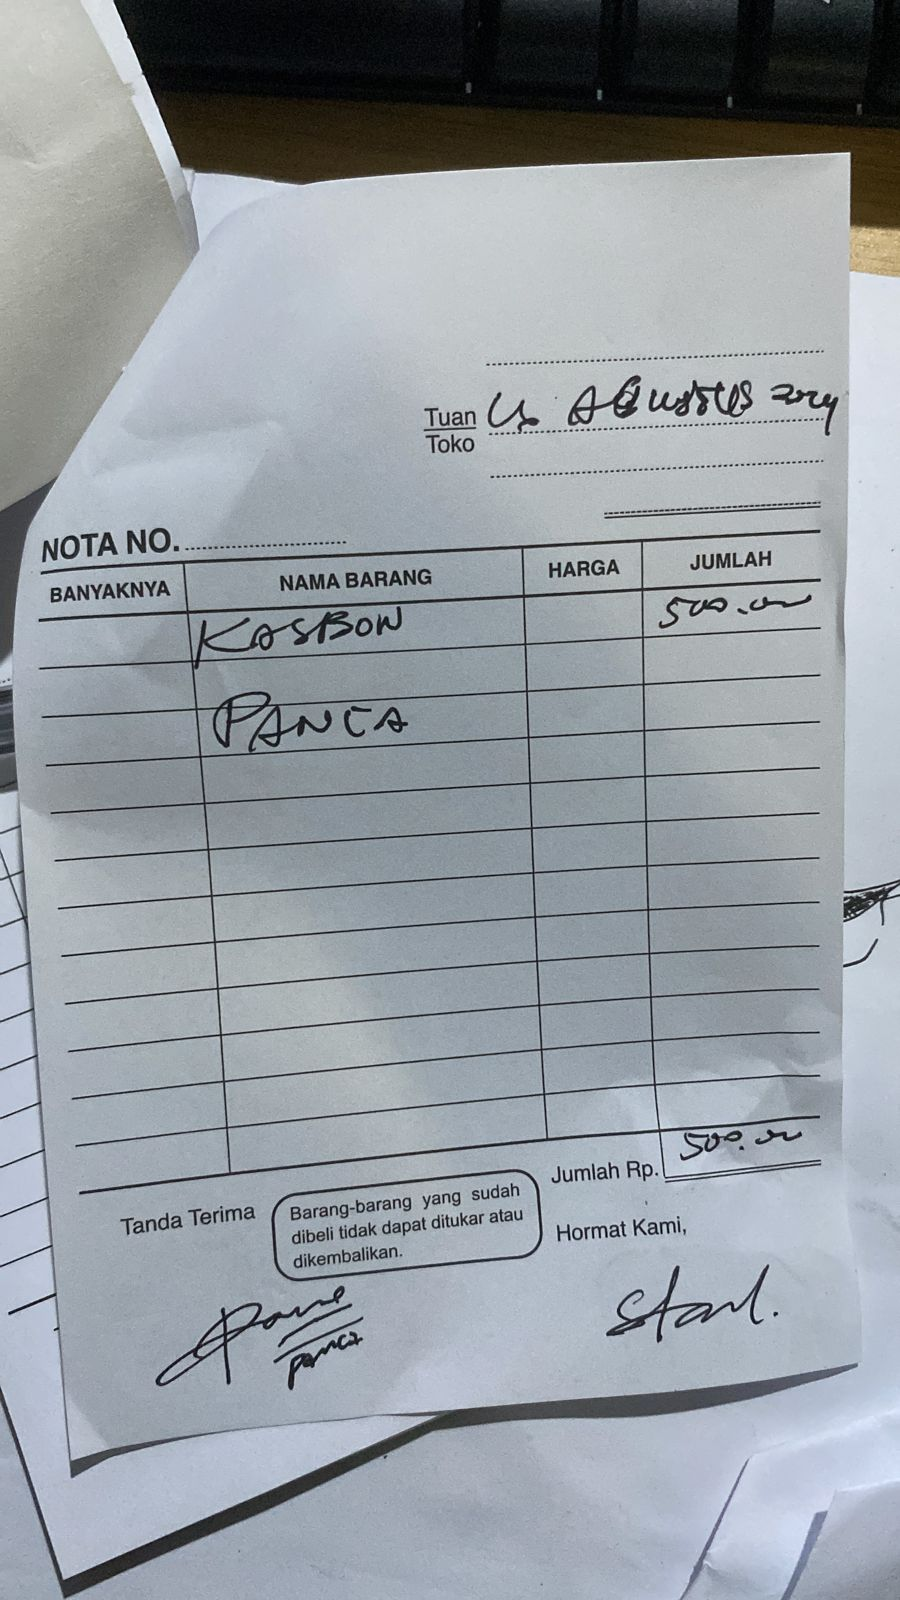 Tuan
Toko
AGUSTUS 2024
NOTA NO.
BANYAKNYA NAMA BARANG HARGA JUMLAH
KASBON 500.000
PANCA
Jumlah Rp. 500.000
Tanda Terima
Barang-barang yang sudah
dibeli tidak dapat ditukar atau
dikembalikan.
Hormat Kami,
panca